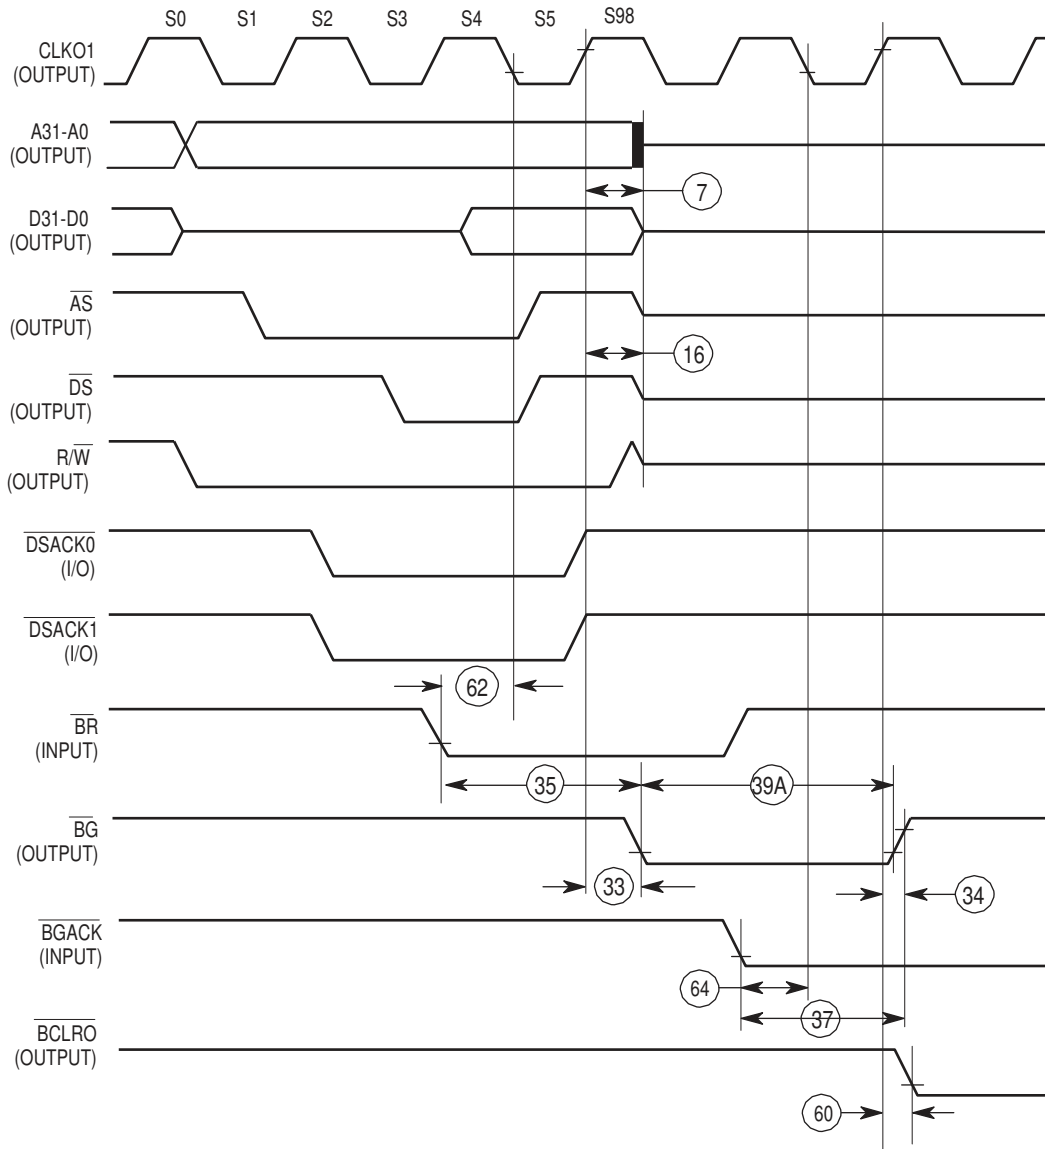 S0 S1 S2 S3 S4 S5 S98
CLKO1
(OUTPUT)
A31-A0
(OUTPUT)
7
D31-D0
(OUTPUT)
AS
(OUTPUT)
16
DS
(OUTPUT)
R/W
(OUTPUT)
DSACK0
(I/O)
DSACK1
(I/O)
62
BR
(INPUT)
35 39A
BG
(OUTPUT)
33 34
BGACK
(INPUT)
64
37
BCLRO
(OUTPUT)
60